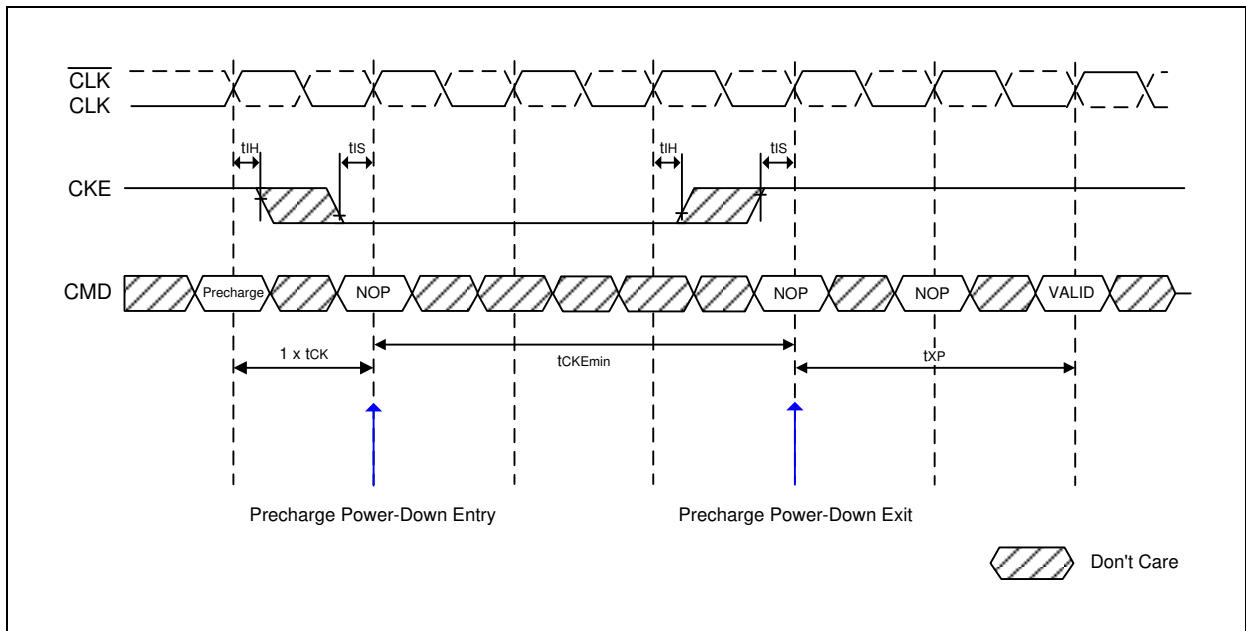 CLK
CLK
tIH
tIS
tIH
tIS
CKE
CMD
Precharge
NOP
NOP
NOP
VALID
1 x tCK
tCKEmin
tXP
Precharge Power-Down Entry
Precharge Power-Down Exit
Don't Care